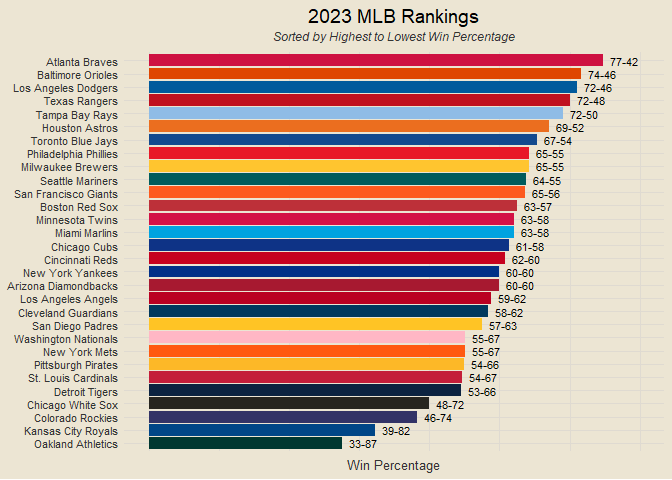 2023 MLB Rankings
Sorted by Highest to Lowest Win Percentage
Atlanta Braves 77-42
Baltimore Orioles 74-46
Los Angeles Dodgers 72-46
Texas Rangers 72-48
Tampa Bay Rays 72-50
Houston Astros 69-52
Toronto Blue Jays 67-54
Philadelphia Phillies 65-55
Milwaukee Brewers 65-55
Seattle Mariners 64-55
San Francisco Giants 65-56
Boston Red Sox 63-57
Minnesota Twins 63-58
Miami Marlins 63-58
Chicago Cubs 61-58
Cincinnati Reds 62-60
New York Yankees 60-60
Arizona Diamondbacks 60-60
Los Angeles Angels 59-62
Cleveland Guardians 58-62
San Diego Padres 57-63
Washington Nationals 55-67
New York Mets 55-67
Pittsburgh Pirates 54-66
St. Louis Cardinals 54-67
Detroit Tigers 53-66
Chicago White Sox 48-72
Colorado Rockies 46-74
Kansas City Royals 39-82
Oakland Athletics 33-87
Win Percentage